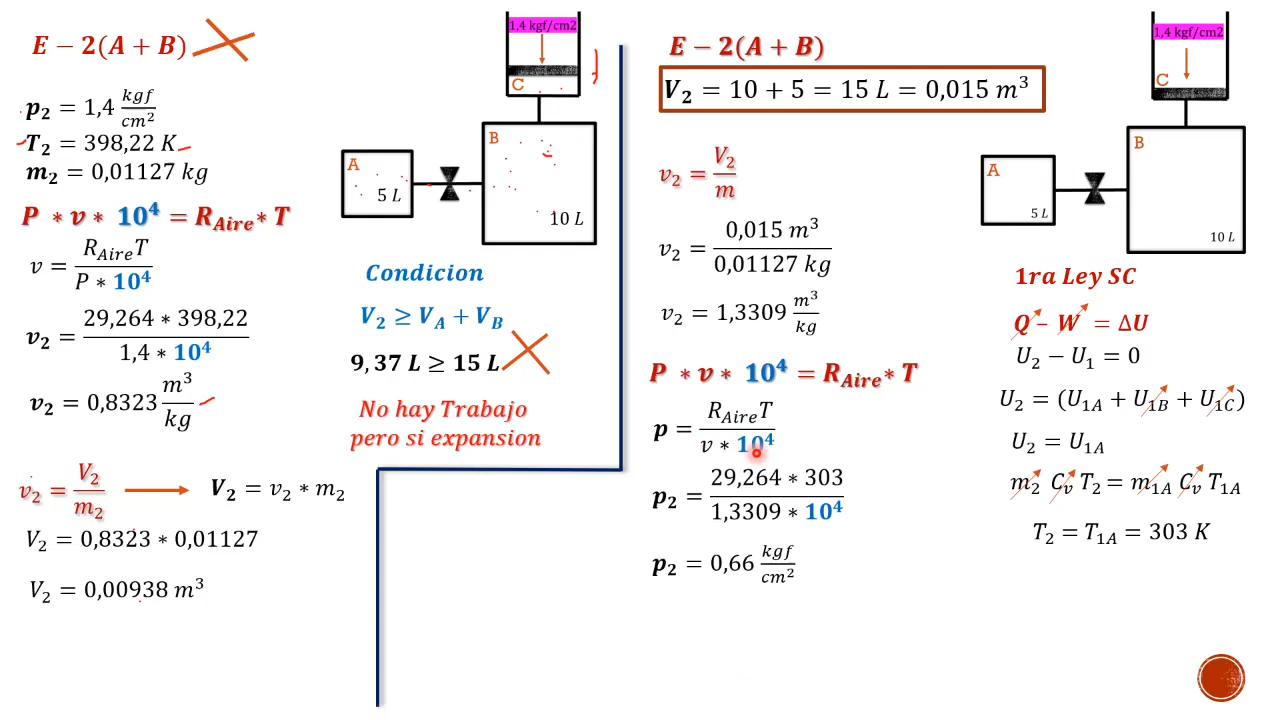 E − 2(A + B)
p₂ = 1,4 kgf/cm²
T₂ = 398,22 K
m₂ = 0,01127 kg
P ∗ v ∗ 10⁴ = R_Aire ∗ T
v = R_Aire T / P ∗ 10⁴
v₂ = 29,264 ∗ 398,22 / 1,4 ∗ 10⁴
v₂ = 0,8323 m³/kg
v₂ = V₂/m₂
V₂ = v₂ ∗ m₂
V₂ = 0,8323 ∗ 0,01127
V₂ = 0,00938 m³
1,4 kgf/cm2
C
B
A
5 L
10 L
Condicion
V₂ ≥ V_A + V_B
9,37 L ≥ 15 L
No hay Trabajo
pero si expansion
E − 2(A + B)
V₂ = 10 + 5 = 15 L = 0,015 m³
v₂ = V₂/m
v₂ = 0,015 m³ / 0,01127 kg
v₂ = 1,3309 m³/kg
P ∗ v ∗ 10⁴ = R_Aire ∗ T
p = R_Aire T / v ∗ 10⁴
p₂ = 29,264 ∗ 303 / 1,3309 ∗ 10⁴
p₂ = 0,66 kgf/cm²
1,4 kgf/cm2
C
B
A
5 L
10 L
1ra Ley SC
Q − W = ΔU
U₂ − U₁ = 0
U₂ = (U₁A + U₁B + U₁C)
U₂ = U₁A
m₂ Cᵥ T₂ = m₁A Cᵥ T₁A
T₂ = T₁A = 303 K